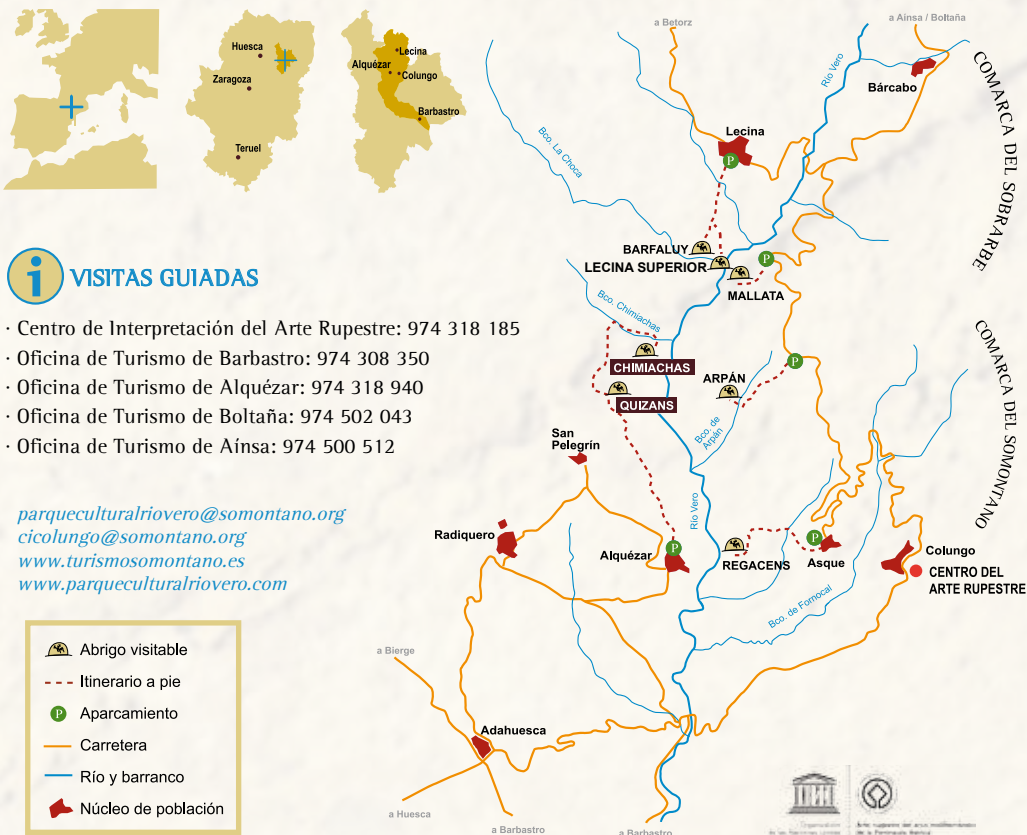 Huesca
Zaragoza
Teruel
Lecina
Alquézar
Colungo
Barbastro
a Betorz
a Ainsa / Boltaña
Río Vero
Bárcabo
COMARCA DEL SOBRARBE
Lecina
P
Bco. La Choca
BARFALUY
LECINA SUPERIOR
P
MALLATA
i VISITAS GUIADAS
· Centro de Interpretación del Arte Rupestre: 974 318 185
· Oficina de Turismo de Barbastro: 974 308 350
· Oficina de Turismo de Alquézar: 974 318 940
· Oficina de Turismo de Boltaña: 974 502 043
· Oficina de Turismo de Aínsa: 974 500 512
Bco. Chimiachas
CHIMIACHAS
QUIZANS
ARPÁN
P
Bco. de
Arpán
COMARCA DEL SOMONTANO
San
Pelegrín
parqueculturalriovero@somontano.org
cicolungo@somontano.org
www.turismosomontano.es
www.parqueculturalriovero.com
Radiquero
Río Vero
Alquézar
P
REGACENS
P
Asque
Colungo
CENTRO DEL
ARTE RUPESTRE
Bco. de Fornocal
Abrigo visitable
Itinerario a pie
P Aparcamiento
Carretera
Río y barranco
Núcleo de población
a Bierge
Adahuesca
a Huesca
a Barbastro
a Barbastro